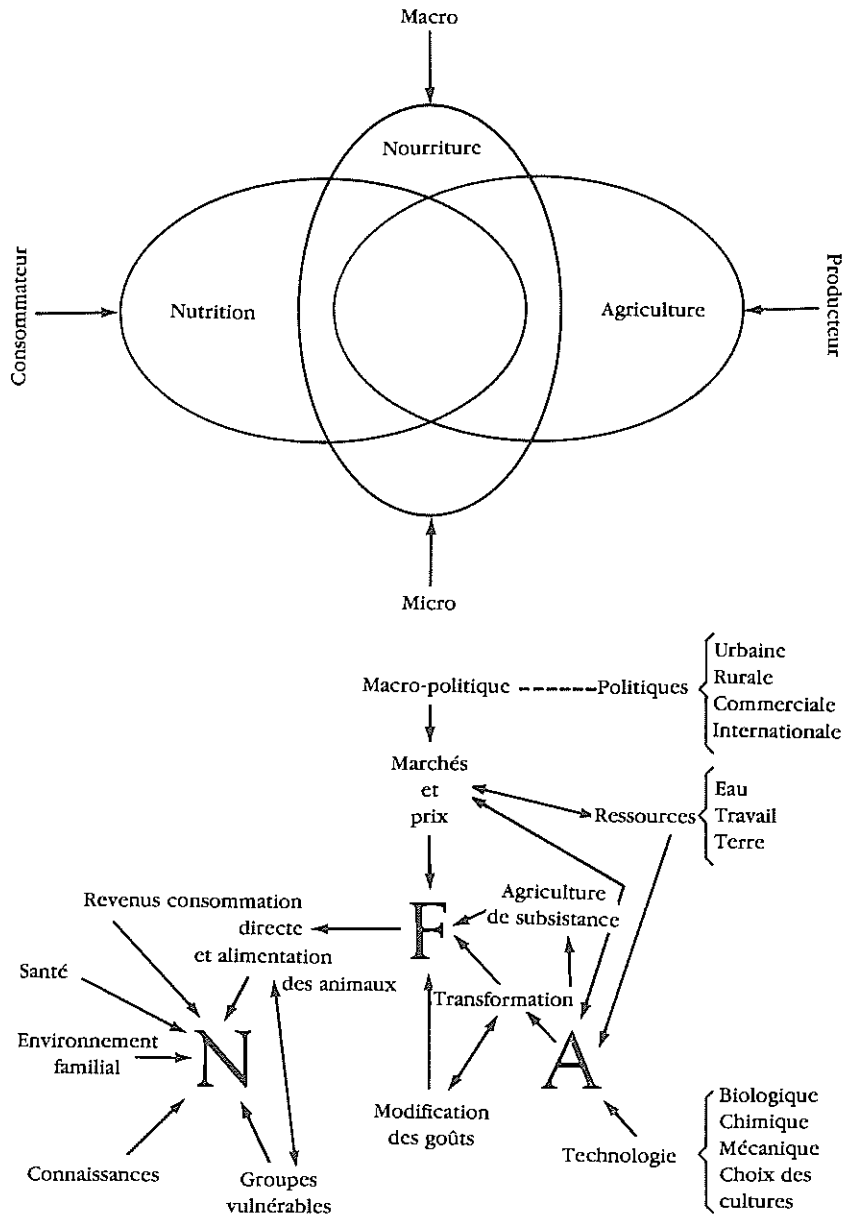 Macro
Nourriture
Consommateur
Nutrition
Agriculture
Producteur
Micro
Macro-politique
Politiques
Urbaine
Rurale
Commerciale
Internationale
Marchés
et
prix
Ressources
Eau
Travail
Terre
Revenus consommation
directe
et alimentation
des animaux
F
Agriculture
de subsistance
Santé
Environnement
familial
N
Transformation
A
Connaissances
Groupes
vulnérables
Modification
des goûts
Technologie
Biologique
Chimique
Mécanique
Choix des
cultures